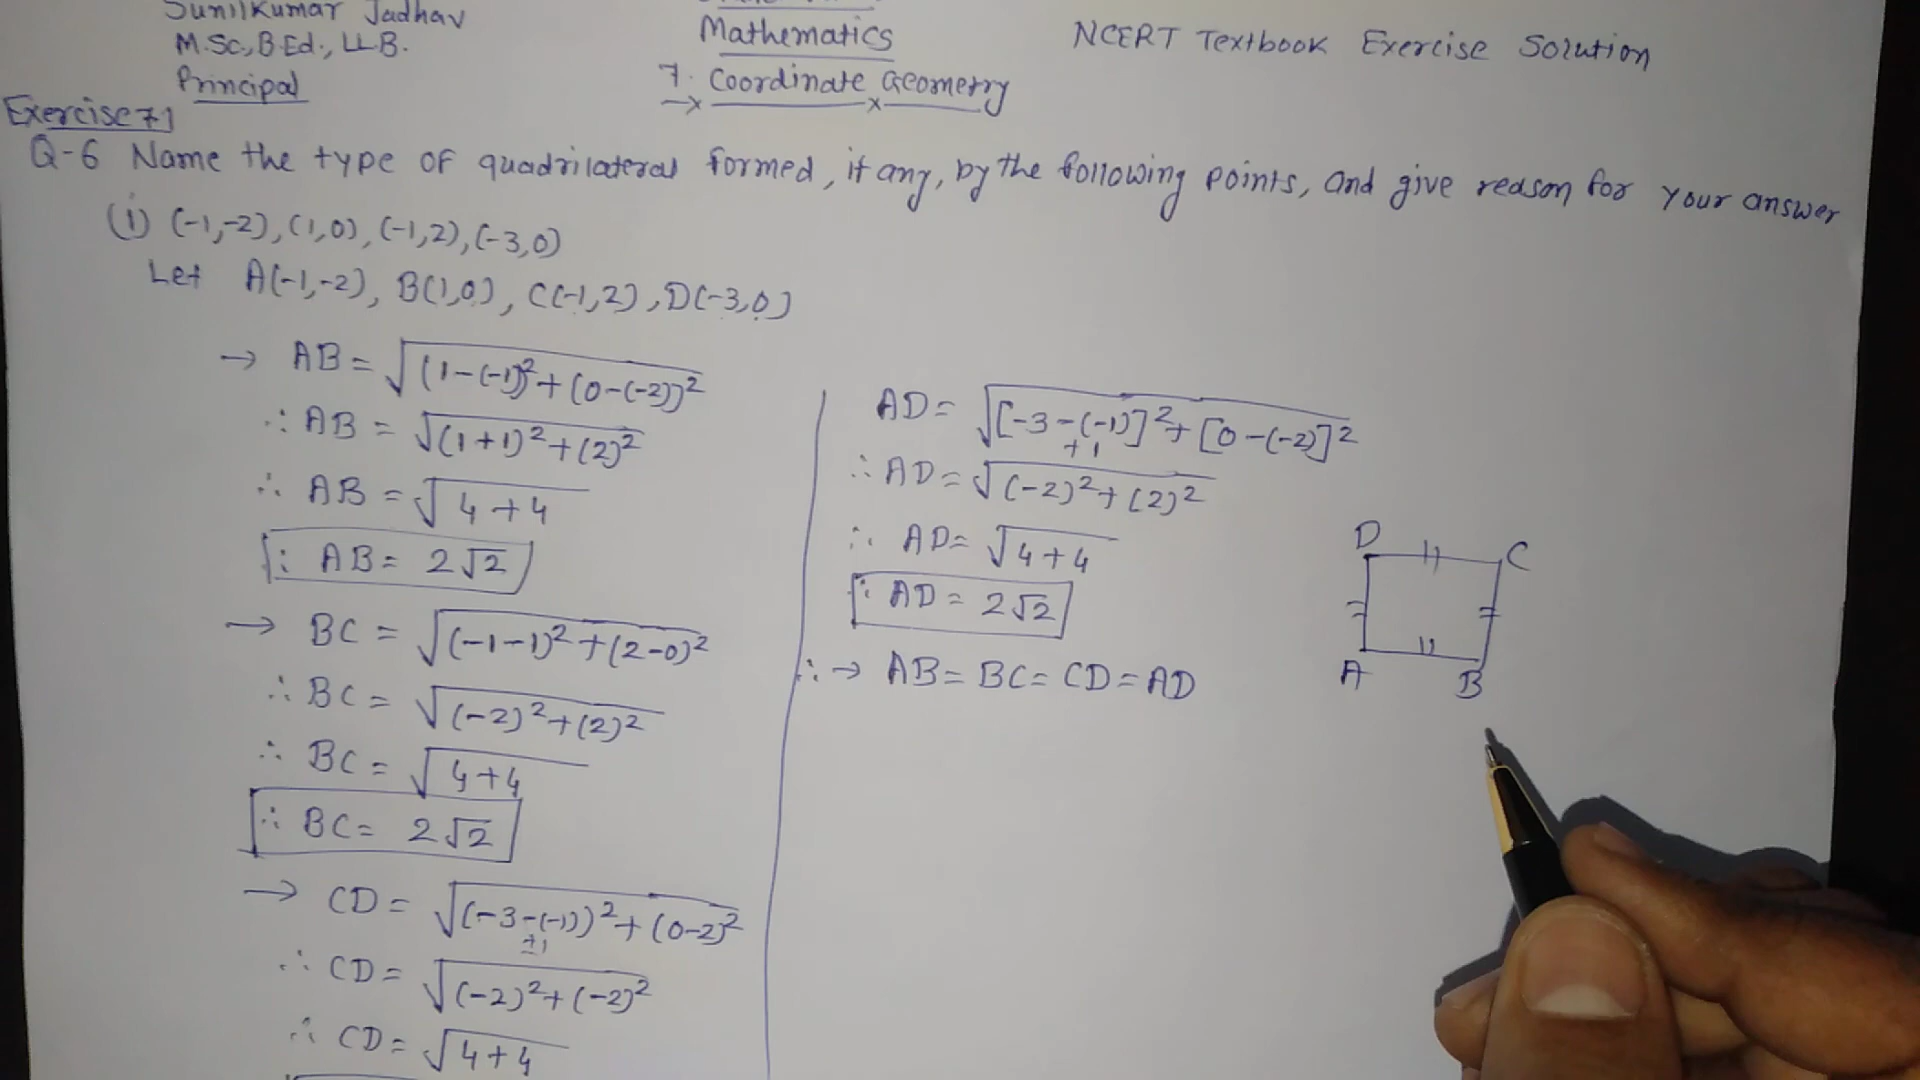 Sunilkumar Jadhav
M.Sc., B.Ed., LL.B.
Principal
Mathematics
7. Coordinate Geometry
NCERT Textbook Exercise Solution
Exercise 7.1
Q-6 Name the type of quadrilateral formed, if any, by the following points, and give reason for your answer
(i) (-1,-2), (1,0), (-1,2), (-3,0)
Let A(-1,-2), B(1,0), C(-1,2), D(-3,0)
→ AB = √(1-(-1))²+(0-(-2))²
∴ AB = √(1+1)²+(2)²
∴ AB = √4+4
∴ AB = 2√2
→ BC = √(-1-1)²+(2-0)²
∴ BC = √(-2)²+(2)²
∴ BC = √4+4
∴ BC = 2√2
→ CD = √(-3-(-1))²+(0-2)²
+1
∴ CD = √(-2)²+(-2)²
∴ CD = √4+4
AD = √[-3-(-1)]²+[0-(-2)]²
+1
∴ AD = √(-2)²+(2)²
∴ AD = √4+4
∴ AD = 2√2
∴ → AB = BC = CD = AD
D C
A B